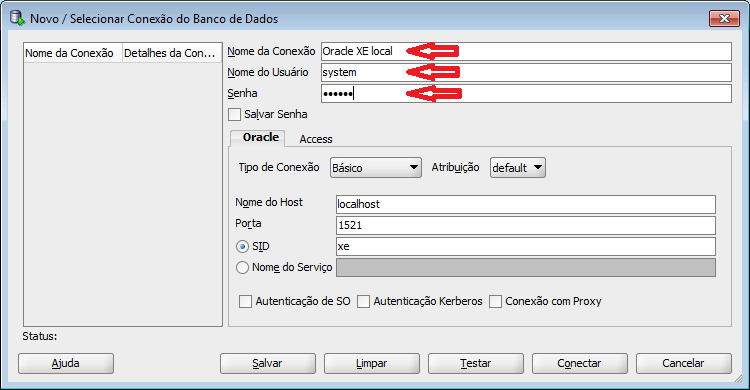 Novo / Selecionar Conexão do Banco de Dados
Nome da Conexão Detalhes da Con...
Nome da Conexão Oracle XE local
Nome do Usuário system
Senha ••••••
Salvar Senha
Oracle Access
Tipo de Conexão Básico Atribuição default
Nome do Host localhost
Porta 1521
SID xe
Nome do Serviço
Autenticação de SO Autenticação Kerberos Conexão com Proxy
Status:
Ajuda Salvar Limpar Testar Conectar Cancelar